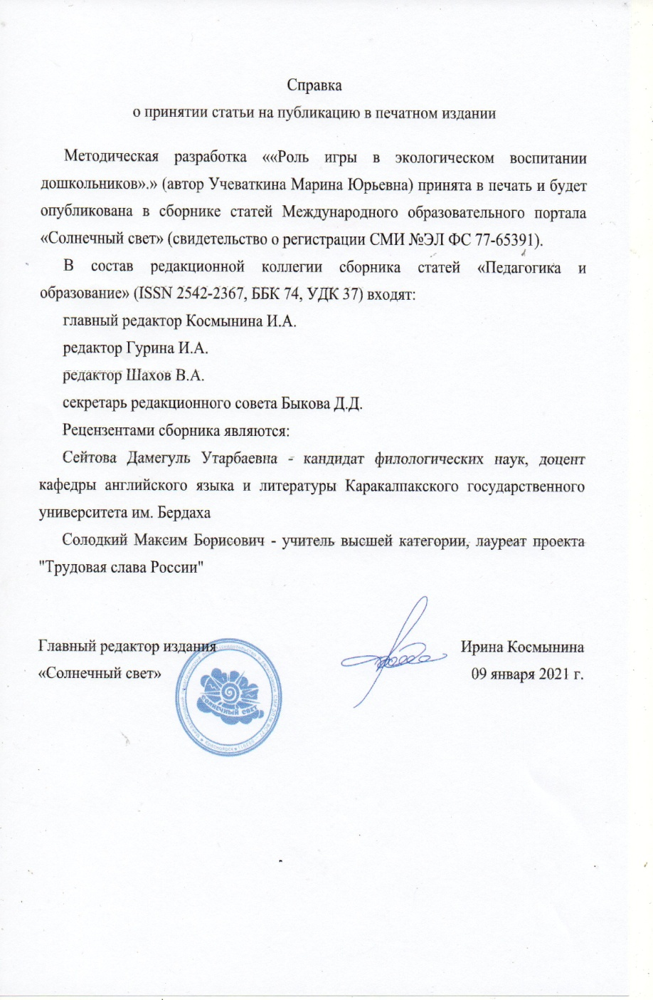 Справка
о принятии статьи на публикацию в печатном издании
Методическая разработка ««Роль игры в экологическом воспитании
дошкольников».» (автор Учеваткина Марина Юрьевна) принята в печать и будет
опубликована в сборнике статей Международного образовательного портала
«Солнечный свет» (свидетельство о регистрации СМИ №ЭЛ ФС 77-65391).
В состав редакционной коллегии сборника статей «Педагогика и
образование» (ISSN 2542-2367, ББК 74, УДК 37) входят:
главный редактор Космынина И.А.
редактор Гурина И.А.
редактор Шахов В.А.
секретарь редакционного совета Быкова Д.Д.
Рецензентами сборника являются:
Сейтова Дамегуль Утарбаевна - кандидат филологических наук, доцент
кафедры английского языка и литературы Каракалпакского государственного
университета им. Бердаха
Солодкий Максим Борисович - учитель высшей категории, лауреат проекта
"Трудовая слава России"
Главный редактор издания
Ирина Космынина
«Солнечный свет»
09 января 2021 г.
СОЛНЕЧНЫЙ СВЕТ
Красноярск